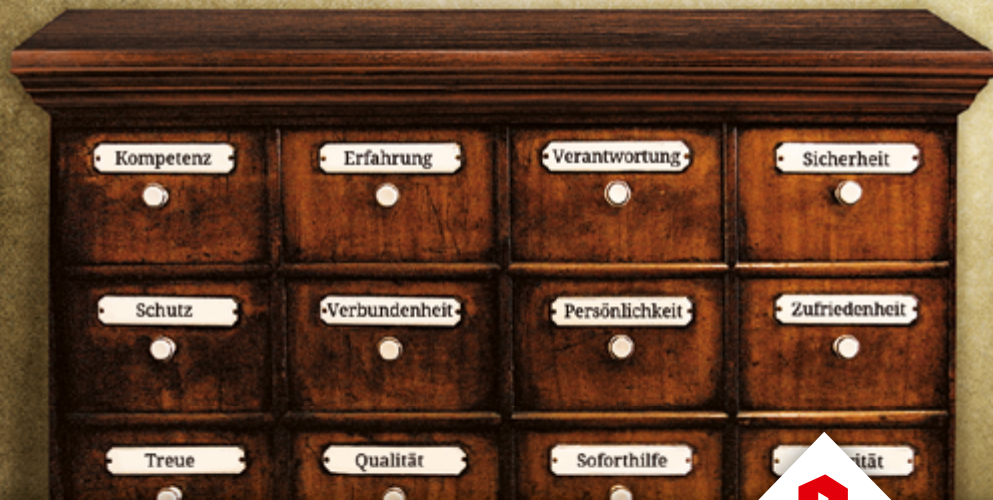 Kompetenz
Erfahrung
Verantwortung
Sicherheit
Schutz
Verbundenheit
Persönlichkeit
Zufriedenheit
Treue
Qualität
Soforthilfe